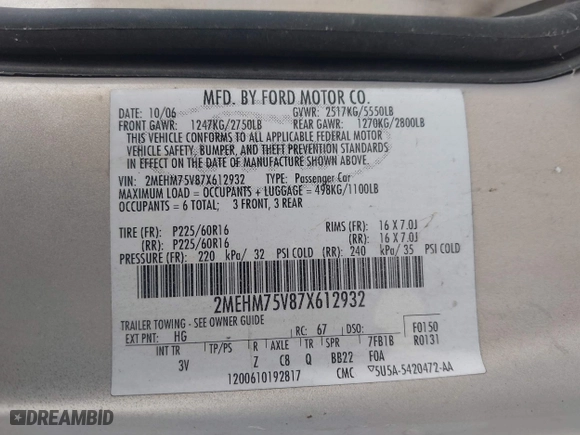 MFD. BY FORD MOTOR CO.
DATE: 10/06 GVWR: 2517KG/5550LB
FRONT GAWR: 1247KG/2750LB REAR GAWR: 1270KG/2800LB
THIS VEHICLE CONFORMS TO ALL APPLICABLE FEDERAL MOTOR
VEHICLE SAFETY, BUMPER, AND THEFT PREVENTION STANDARDS
IN EFFECT ON THE DATE OF MANUFACTURE SHOWN ABOVE.
VIN: 2MEHM75V87X612932 TYPE: Passenger Car
MAXIMUM LOAD = OCCUPANTS + LUGGAGE = 498KG/1100LB
OCCUPANTS = 6 TOTAL; 3 FRONT, 3 REAR
TIRE (FR): P225/60R16 RIMS (FR): 16 X 7.0J
(RR): P225/60R16 (RR): 16 X 7.0J
PRESSURE (FR): 220 kPa/ 32 PSI COLD (RR): 240 kPa/ 35 PSI COLD
2MEHM75V87X612932
TRAILER TOWING - SEE OWNER GUIDE
EXT PNT: HG RC: 67 DSO: F0150
INT TR TP/PS R AXLE TR SPR 7FB1B R0131
3V Z C8 Q BB22 F0A
1200610192817 CMC 5U5A-5420472-AA
DREAMBID.COM